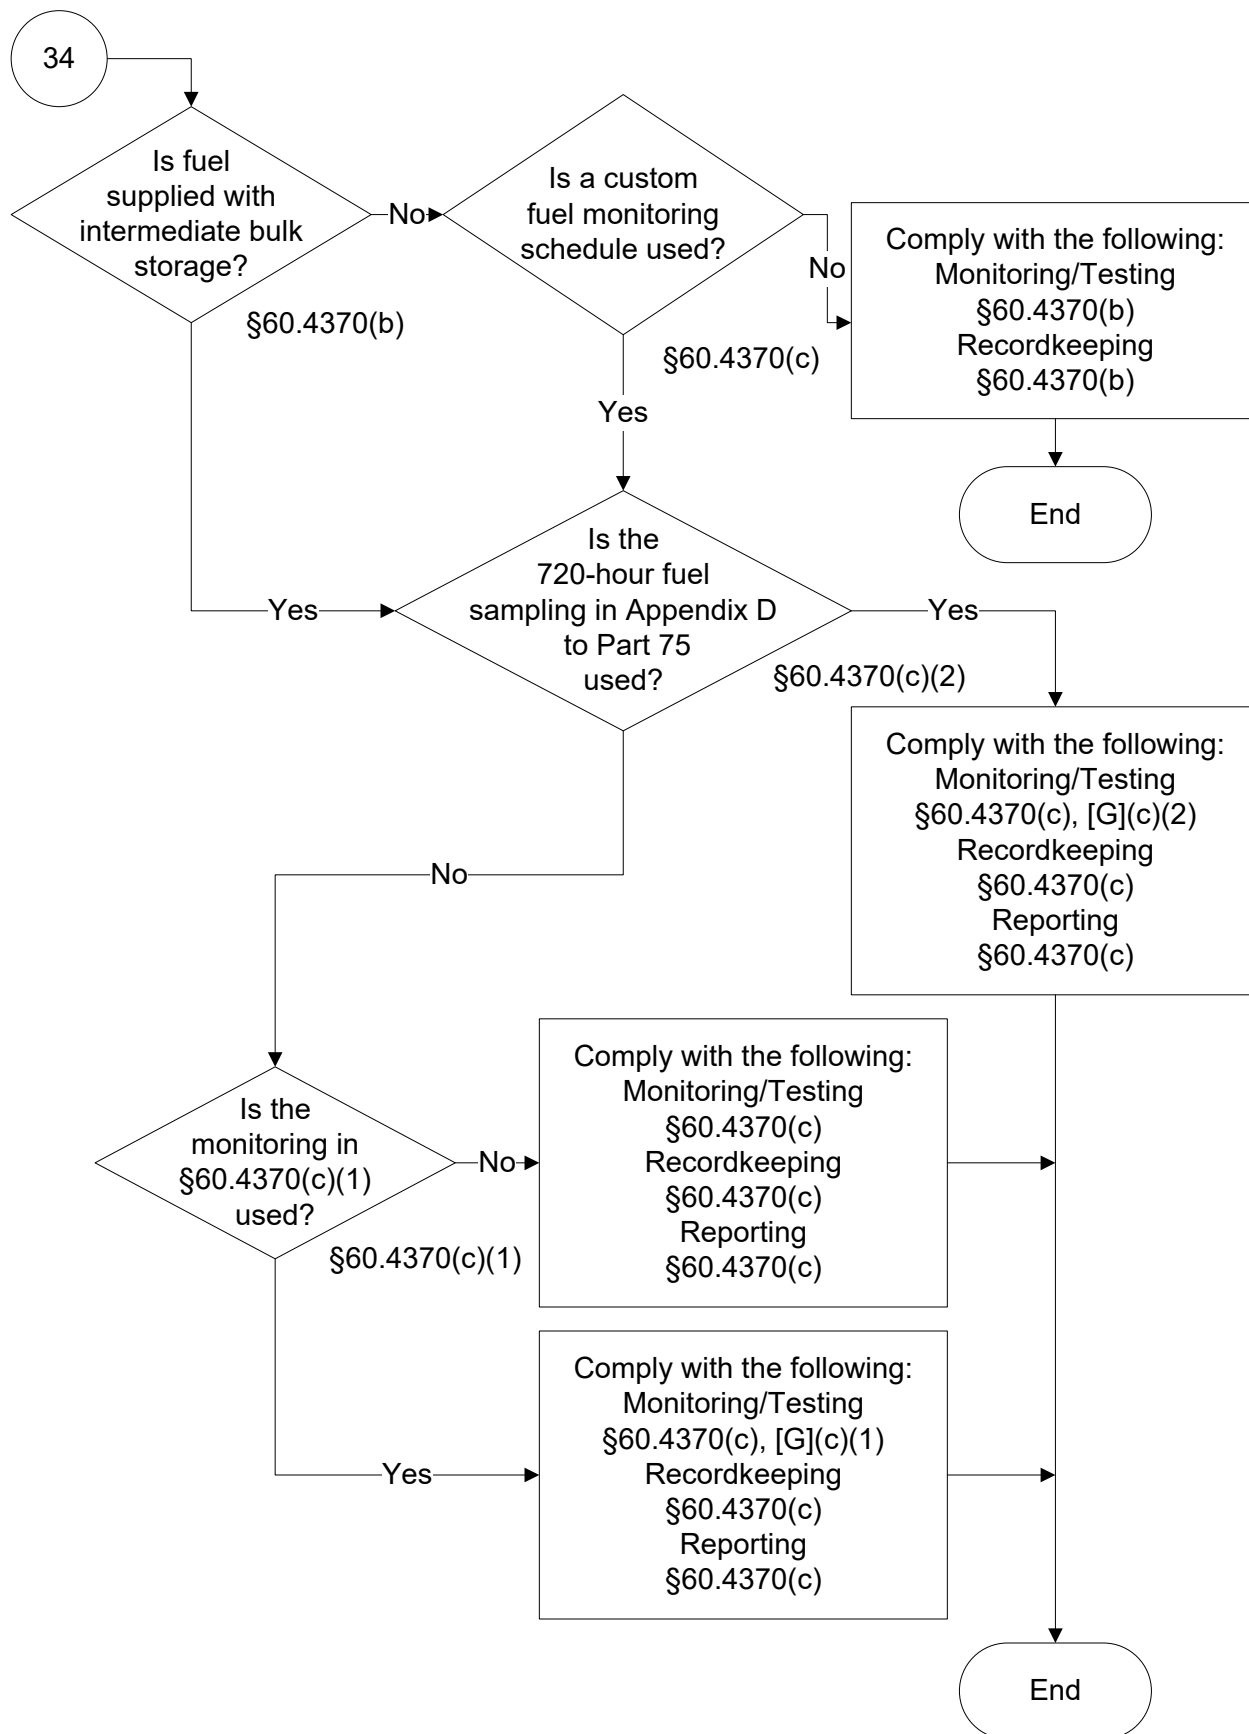 34
Is fuel
supplied with
intermediate bulk
storage?
No
§60.4370(b)
Is a custom
fuel monitoring
schedule used?
No
§60.4370(c)
Yes
Comply with the following:
Monitoring/Testing
§60.4370(b)
Recordkeeping
§60.4370(b)
End
Yes
Is the
720-hour fuel
sampling in Appendix D
to Part 75
used?
Yes
§60.4370(c)(2)
No
Comply with the following:
Monitoring/Testing
§60.4370(c), [G](c)(2)
Recordkeeping
§60.4370(c)
Reporting
§60.4370(c)
Is the
monitoring in
§60.4370(c)(1)
used?
No
§60.4370(c)(1)
Yes
Comply with the following:
Monitoring/Testing
§60.4370(c)
Recordkeeping
§60.4370(c)
Reporting
§60.4370(c)
Comply with the following:
Monitoring/Testing
§60.4370(c), [G](c)(1)
Recordkeeping
§60.4370(c)
Reporting
§60.4370(c)
End